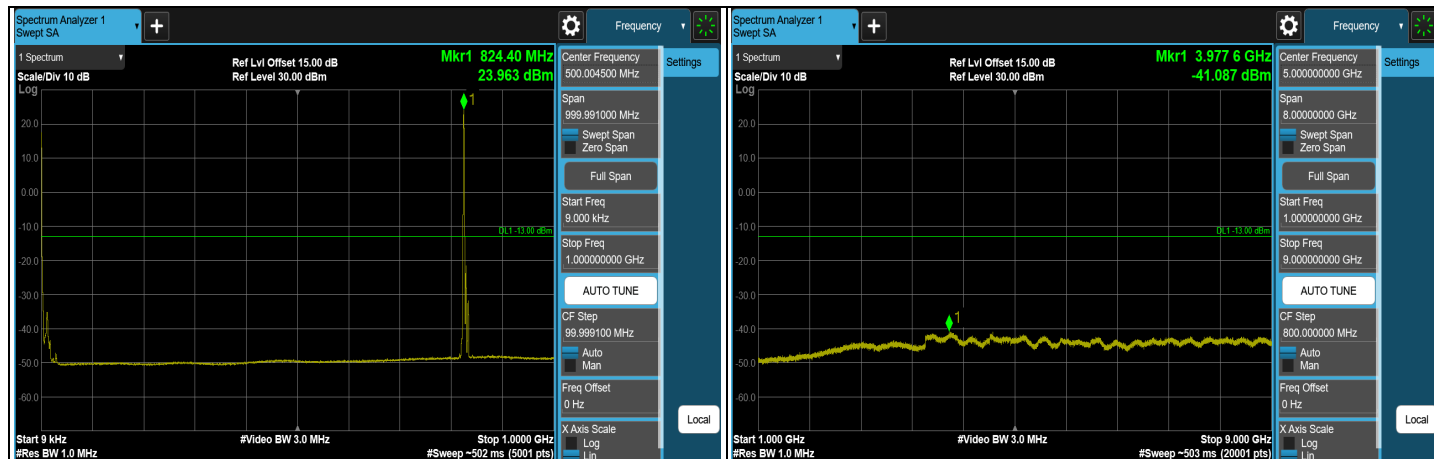 Spectrum Analyzer 1
Swept SA
+
Frequency
1 Spectrum
Scale/Div 10 dB
Log
Ref Lvl Offset 15.00 dB
Ref Level 30.00 dBm
Mkr1 824.40 MHz
23.963 dBm
1
20.0
10.0
0.00
-10.0
DL1 -13.00 dBm
-20.0
-30.0
-40.0
-50.0
-60.0
Start 9 kHz
#Res BW 1.0 MHz
#Video BW 3.0 MHz
Stop 1.0000 GHz
#Sweep ~502 ms (5001 pts)
Center Frequency
500.004500 MHz
Span
999.991000 MHz
Swept Span
Zero Span
Full Span
Start Freq
9.000 kHz
Stop Freq
1.000000000 GHz
AUTO TUNE
CF Step
99.999100 MHz
Auto
Man
Freq Offset
0 Hz
X Axis Scale
Log
Lin
Settings
Local
Spectrum Analyzer 1
Swept SA
+
Frequency
1 Spectrum
Scale/Div 10 dB
Log
Ref Lvl Offset 15.00 dB
Ref Level 30.00 dBm
Mkr1 3.977 6 GHz
-41.087 dBm
1
20.0
10.0
0.00
-10.0
DL1 -13.00 dBm
-20.0
-30.0
-40.0
-50.0
-60.0
Start 1.000 GHz
#Res BW 1.0 MHz
#Video BW 3.0 MHz
Stop 9.000 GHz
#Sweep ~503 ms (20001 pts)
Center Frequency
5.000000000 GHz
Span
8.00000000 GHz
Swept Span
Zero Span
Full Span
Start Freq
1.000000000 GHz
Stop Freq
9.000000000 GHz
AUTO TUNE
CF Step
800.000000 MHz
Auto
Man
Freq Offset
0 Hz
X Axis Scale
Log
Lin
Settings
Local